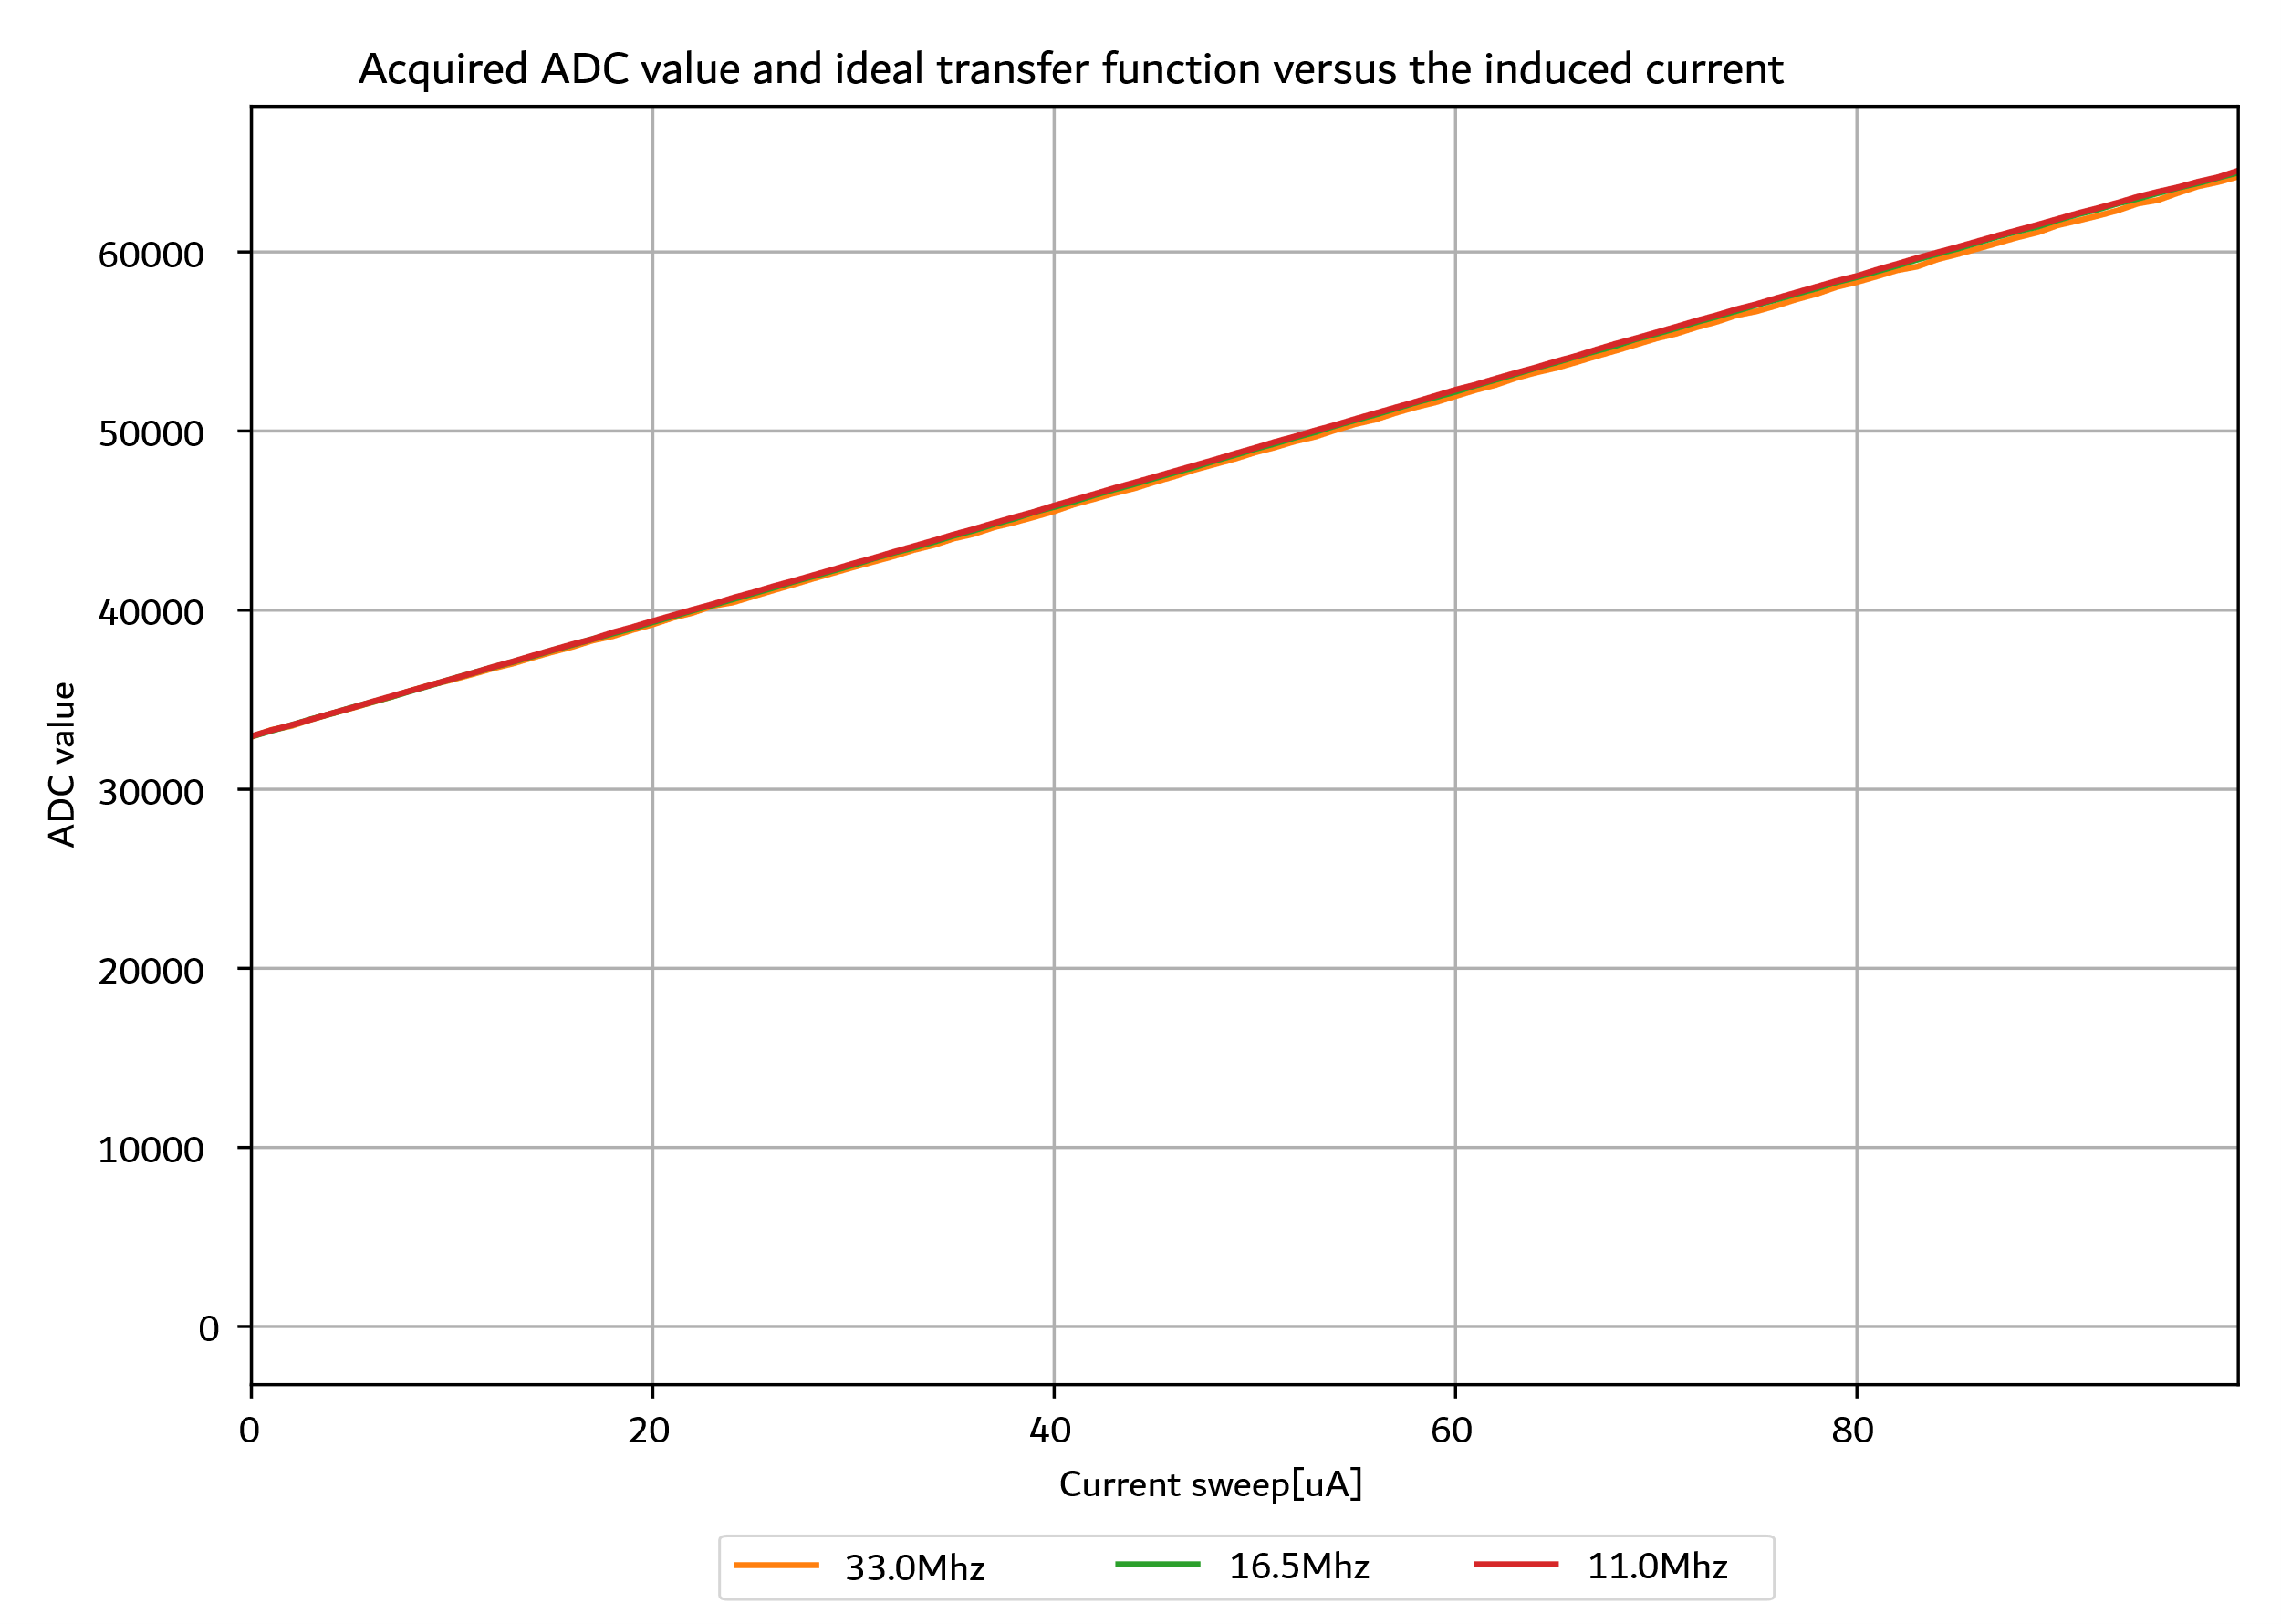 Acquired ADC value and ideal transfer function versus the induced current
60000
50000
40000
30000
20000
10000
0
ADC value
0 20 40 60 80
Current sweep[uA]
33.0Mhz 16.5Mhz 11.0Mhz